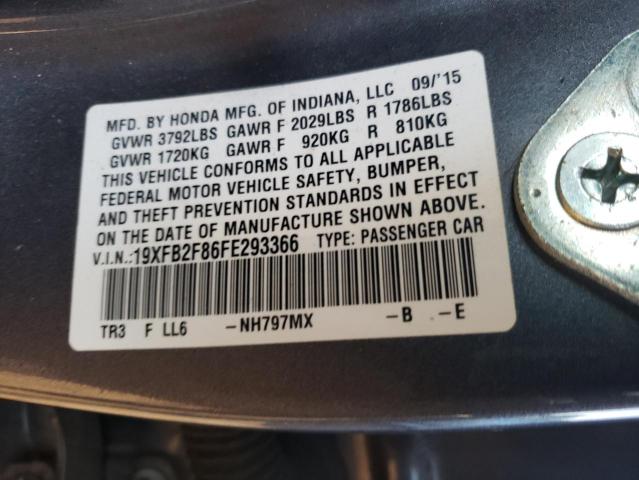 MFD. BY HONDA MFG. OF INDIANA, LLC 09/'15
GVWR 3792LBS GAWR F 2029LBS R 1786LBS
GVWR 1720KG GAWR F 920KG R 810KG
THIS VEHICLE CONFORMS TO ALL APPLICABLE
FEDERAL MOTOR VEHICLE SAFETY, BUMPER,
AND THEFT PREVENTION STANDARDS IN EFFECT
ON THE DATE OF MANUFACTURE SHOWN ABOVE.
V.I.N.:19XFB2F86FE293366 TYPE: PASSENGER CAR
TR3 F LL6 -NH797MX -B -E